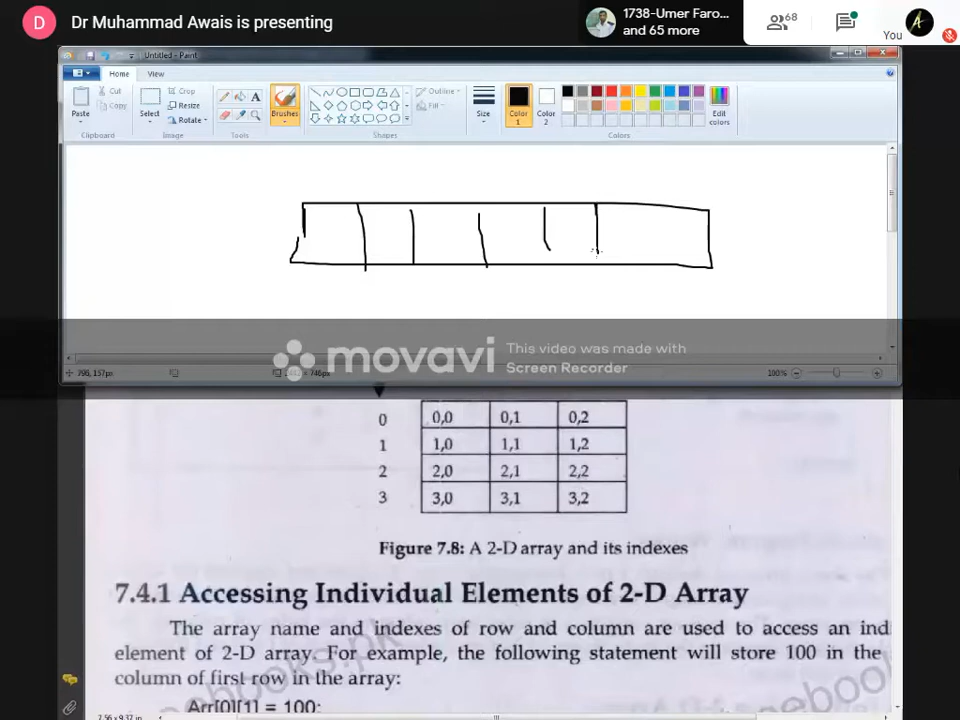 D Dr Muhammad Awais is presenting
1738-Umer Faro...
and 65 more
68
You
Untitled - Paint
Home View
Paste
Cut
Copy
Clipboard
Select
Crop
Resize
Rotate
Image
A
Tools
Brushes
Outline
Fill
Shapes
Size
Color
1
Color
2
Edit
colors
Colors
movavi
This video was made with
Screen Recorder
796, 157px
100%
0 0,0 0,1 0,2
1 1,0 1,1 1,2
2 2,0 2,1 2,2
3 3,0 3,1 3,2
Figure 7.8: A 2-D array and its indexes
7.4.1 Accessing Individual Elements of 2-D Array
The array name and indexes of row and column are used to access an ind
element of 2-D array. For example, the following statement will store 100 in the
column of first row in the array:
Arr[0][1] = 100;
7.56 x 9.32 in